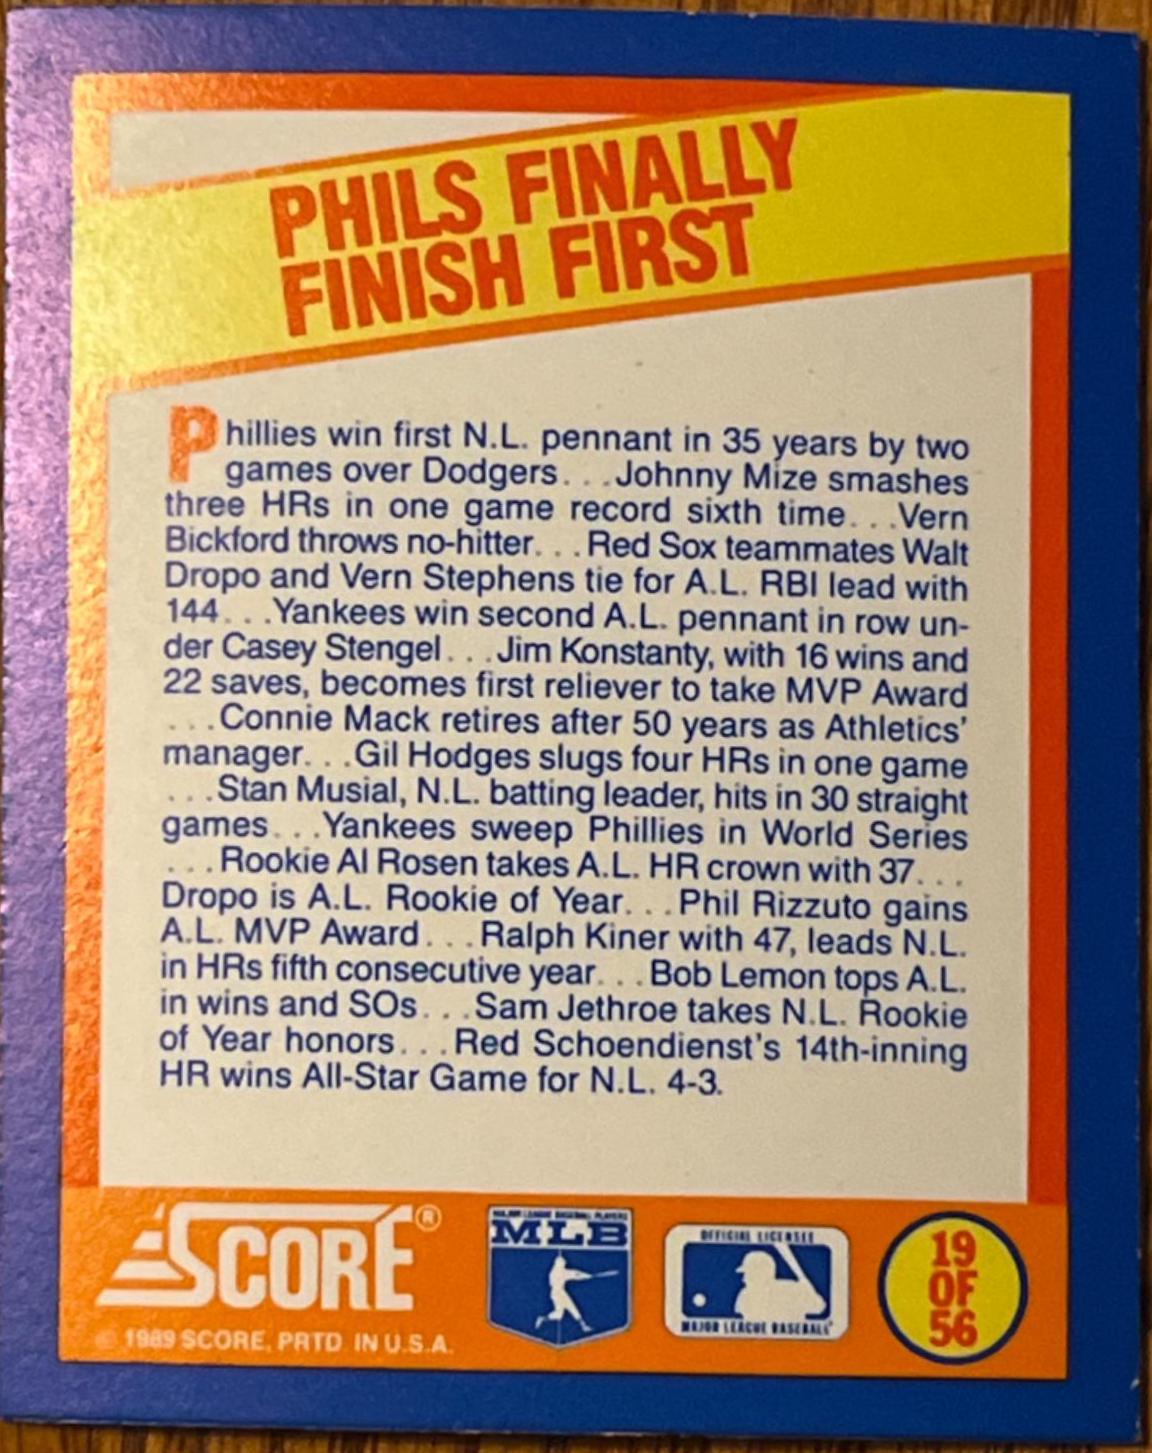 PHILS FINALLY
FINISH FIRST
Phillies win first N.L. pennant in 35 years by two
games over Dodgers. . .Johnny Mize smashes
three HRs in one game record sixth time. . .Vern
Bickford throws no-hitter. . .Red Sox teammates Walt
Dropo and Vern Stephens tie for A.L. RBI lead with
144. . .Yankees win second A.L. pennant in row un-
der Casey Stengel. . .Jim Konstanty, with 16 wins and
22 saves, becomes first reliever to take MVP Award
. . .Connie Mack retires after 50 years as Athletics'
manager. . .Gil Hodges slugs four HRs in one game
. . .Stan Musial, N.L. batting leader, hits in 30 straight
games. . .Yankees sweep Phillies in World Series
. . .Rookie Al Rosen takes A.L. HR crown with 37. . .
Dropo is A.L. Rookie of Year. . .Phil Rizzuto gains
A.L. MVP Award. . .Ralph Kiner with 47, leads N.L.
in HRs fifth consecutive year. . .Bob Lemon tops A.L.
in wins and SOs. . .Sam Jethroe takes N.L. Rookie
of Year honors. . .Red Schoendienst's 14th-inning
HR wins All-Star Game for N.L. 4-3.
SCORE®
© 1989 SCORE, PRTD IN U.S.A.
MAJOR LEAGUE BASEBALL PLAYERS
MLB
OFFICIAL LICENSEE
MAJOR LEAGUE BASEBALL
19
OF
56